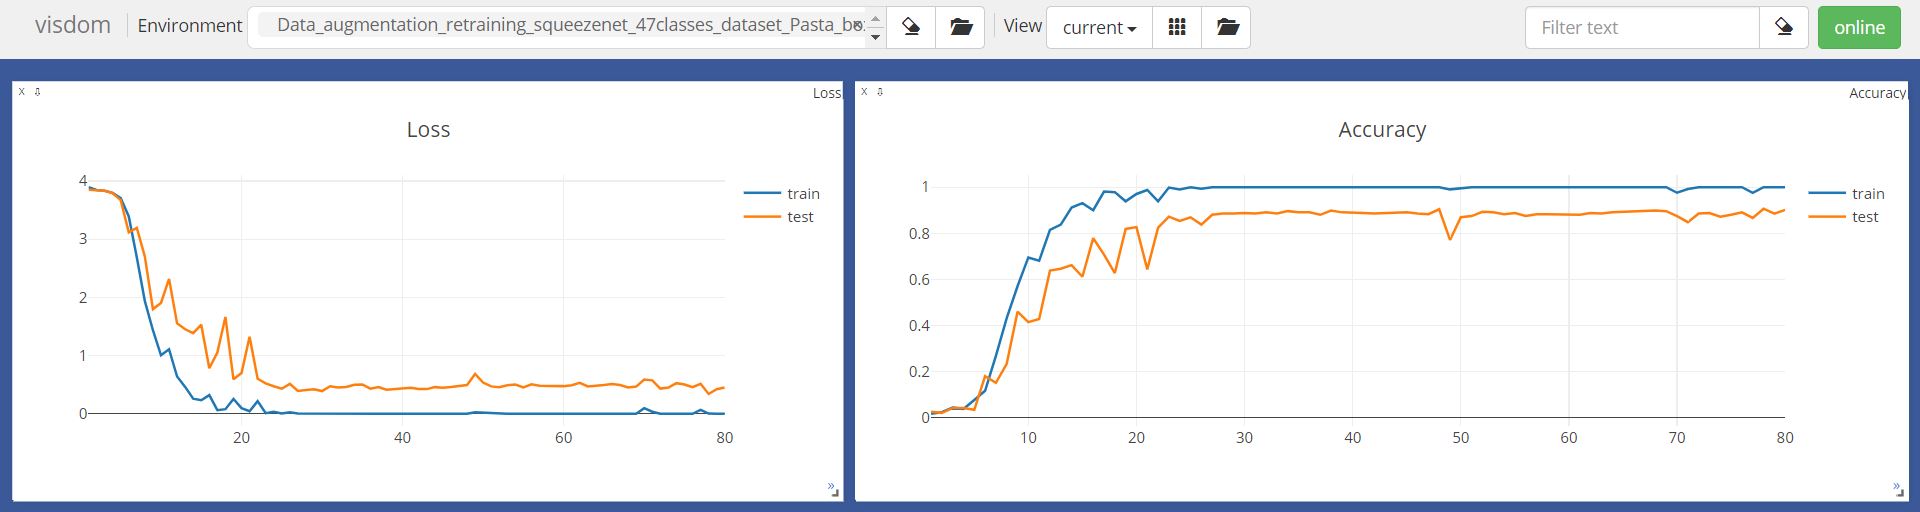 visdom Environment Data_augmentation_retraining_squeezenet_47classes_dataset_Pasta_box View current Filter text online
x Loss
Loss
4
3
2
1
0
20 40 60 80
train
test
x Accuracy
Accuracy
1
0.8
0.6
0.4
0.2
0
10 20 30 40 50 60 70 80
train
test